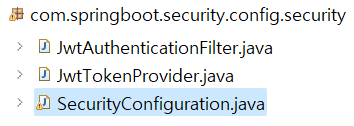 com.springboot.security.config.security
JwtAuthenticationFilter.java
JwtTokenProvider.java
SecurityConfiguration.java